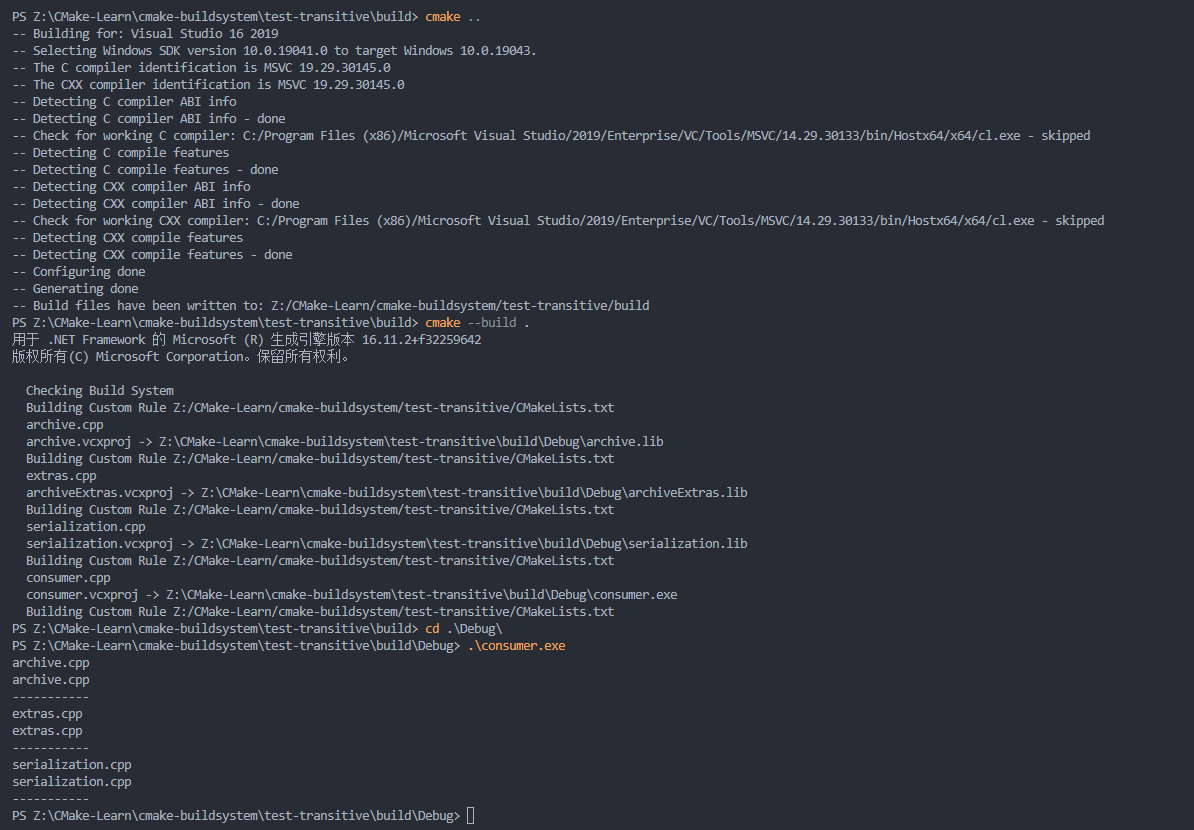 PS Z:\CMake-Learn\cmake-buildsystem\test-transitive\build> cmake ..
-- Building for: Visual Studio 16 2019
-- Selecting Windows SDK version 10.0.19041.0 to target Windows 10.0.19043.
-- The C compiler identification is MSVC 19.29.30145.0
-- The CXX compiler identification is MSVC 19.29.30145.0
-- Detecting C compiler ABI info
-- Detecting C compiler ABI info - done
-- Check for working C compiler: C:/Program Files (x86)/Microsoft Visual Studio/2019/Enterprise/VC/Tools/MSVC/14.29.30133/bin/Hostx64/x64/cl.exe - skipped
-- Detecting C compile features
-- Detecting C compile features - done
-- Detecting CXX compiler ABI info
-- Detecting CXX compiler ABI info - done
-- Check for working CXX compiler: C:/Program Files (x86)/Microsoft Visual Studio/2019/Enterprise/VC/Tools/MSVC/14.29.30133/bin/Hostx64/x64/cl.exe - skipped
-- Detecting CXX compile features
-- Detecting CXX compile features - done
-- Configuring done
-- Generating done
-- Build files have been written to: Z:/CMake-Learn/cmake-buildsystem/test-transitive/build
PS Z:\CMake-Learn\cmake-buildsystem\test-transitive\build> cmake --build .
用于 .NET Framework 的 Microsoft (R) 生成引擎版本 16.11.2+f32259642
版权所有(C) Microsoft Corporation。保留所有权利。
Checking Build System
Building Custom Rule Z:/CMake-Learn/cmake-buildsystem/test-transitive/CMakeLists.txt
archive.cpp
archive.vcxproj -> Z:\CMake-Learn\cmake-buildsystem\test-transitive\build\Debug\archive.lib
Building Custom Rule Z:/CMake-Learn/cmake-buildsystem/test-transitive/CMakeLists.txt
extras.cpp
archiveExtras.vcxproj -> Z:\CMake-Learn\cmake-buildsystem\test-transitive\build\Debug\archiveExtras.lib
Building Custom Rule Z:/CMake-Learn/cmake-buildsystem/test-transitive/CMakeLists.txt
serialization.cpp
serialization.vcxproj -> Z:\CMake-Learn\cmake-buildsystem\test-transitive\build\Debug\serialization.lib
Building Custom Rule Z:/CMake-Learn/cmake-buildsystem/test-transitive/CMakeLists.txt
consumer.cpp
consumer.vcxproj -> Z:\CMake-Learn\cmake-buildsystem\test-transitive\build\Debug\consumer.exe
Building Custom Rule Z:/CMake-Learn/cmake-buildsystem/test-transitive/CMakeLists.txt
PS Z:\CMake-Learn\cmake-buildsystem\test-transitive\build> cd .\Debug\
PS Z:\CMake-Learn\cmake-buildsystem\test-transitive\build\Debug> .\consumer.exe
archive.cpp
archive.cpp
-----------
extras.cpp
extras.cpp
-----------
serialization.cpp
serialization.cpp
-----------
PS Z:\CMake-Learn\cmake-buildsystem\test-transitive\build\Debug>